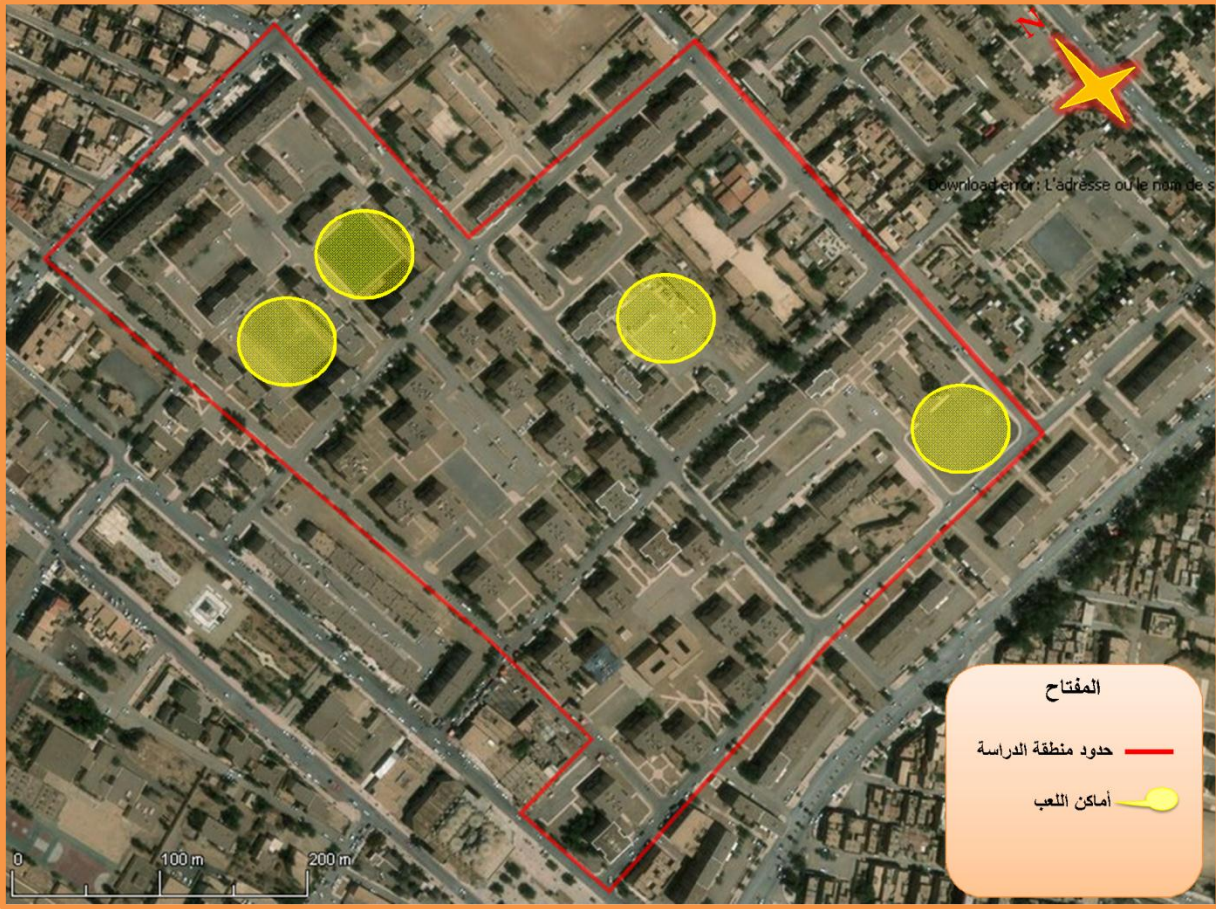 N
Download error: L'adresse ou le nom de s
المفتاح
حدود منطقة الدراسة
أماكن اللعب
0 100 m 200 m